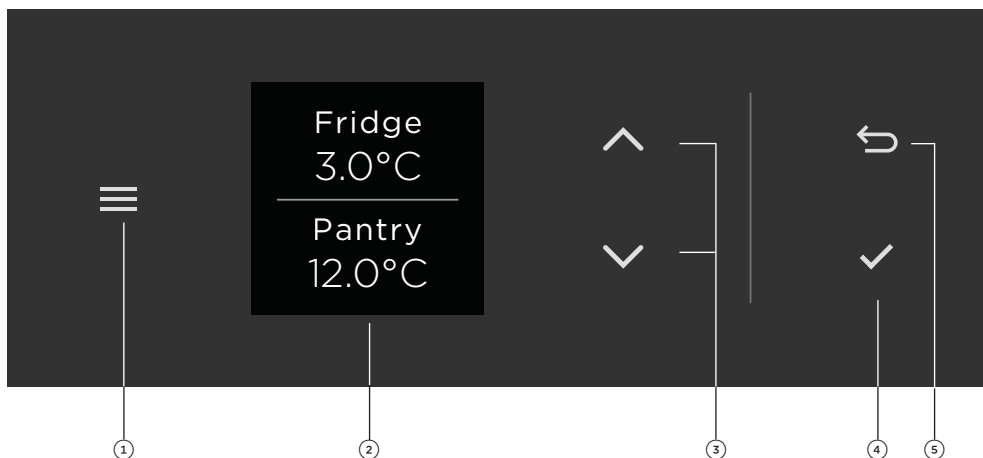 Fridge
3.0°C
Pantry
12.0°C
① ② ③ ④ ⑤